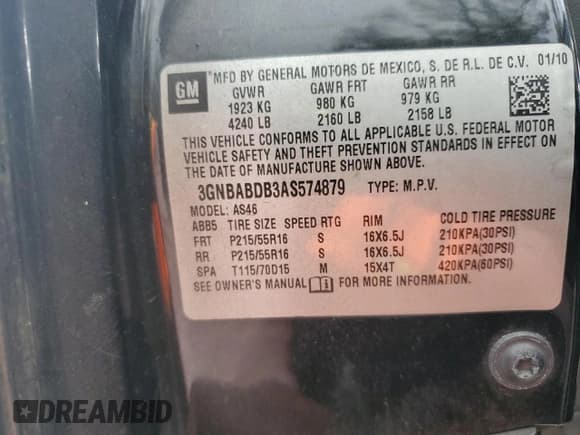 GM
MFD BY GENERAL MOTORS DE MEXICO, S. DE R.L. DE C.V. 01/10
GVWR GAWR FRT GAWR RR
1923 KG 980 KG 979 KG
4240 LB 2160 LB 2158 LB
THIS VEHICLE CONFORMS TO ALL APPLICABLE U.S. FEDERAL MOTOR
VEHICLE SAFETY AND THEFT PREVENTION STANDARDS IN EFFECT ON
THE DATE OF MANUFACTURE SHOWN ABOVE.
3GNBABDB3AS574879 TYPE: M.P.V.
MODEL: AS46
ABB5 TIRE SIZE SPEED RTG RIM COLD TIRE PRESSURE
FRT P215/55R16 S 16X6.5J 210KPA(30PSI)
RR P215/55R16 S 16X6.5J 210KPA(30PSI)
SPA T115/70D15 M 15X4T 420KPA(60PSI)
SEE OWNER'S MANUAL FOR MORE INFORMATION.
DREAMBID